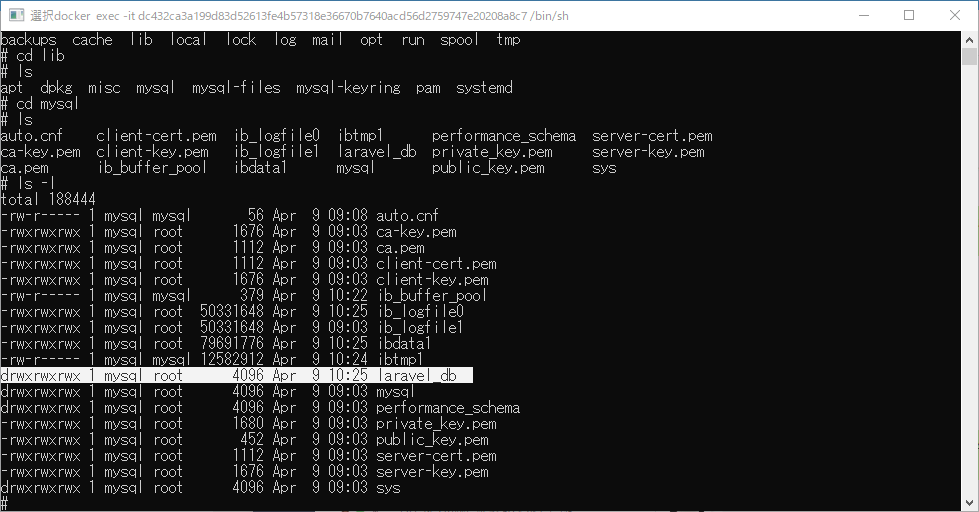 選択docker exec -it dc432ca3a199d83d52613fe4b57318e36670b7640acd56d2759747e20208a8c7 /bin/sh
backups  cache  lib  local  lock  log  mail  opt  run  spool  tmp
# cd lib
# ls
apt  dpkg  misc  mysql  mysql-files  mysql-keyring  pam  systemd
# cd mysql
# ls
auto.cnf    client-cert.pem  ib_logfile0  ibtmp1      performance_schema  server-cert.pem
ca-key.pem  client-key.pem   ib_logfile1  laravel_db  private_key.pem     server-key.pem
ca.pem      ib_buffer_pool   ibdata1      mysql       public_key.pem      sys
# ls -l
total 188444
-rw-r----- 1 mysql mysql       56 Apr  9 09:08 auto.cnf
-rwxrwxrwx 1 mysql root      1676 Apr  9 09:03 ca-key.pem
-rwxrwxrwx 1 mysql root      1112 Apr  9 09:03 ca.pem
-rwxrwxrwx 1 mysql root      1112 Apr  9 09:03 client-cert.pem
-rwxrwxrwx 1 mysql root      1676 Apr  9 09:03 client-key.pem
-rw-r----- 1 mysql mysql      379 Apr  9 10:22 ib_buffer_pool
-rwxrwxrwx 1 mysql root  50331648 Apr  9 10:25 ib_logfile0
-rwxrwxrwx 1 mysql root  50331648 Apr  9 09:03 ib_logfile1
-rwxrwxrwx 1 mysql root  79691776 Apr  9 10:25 ibdata1
-rw-r----- 1 mysql mysql 12582912 Apr  9 10:24 ibtmp1
drwxrwxrwx 1 mysql root      4096 Apr  9 10:25 laravel_db
drwxrwxrwx 1 mysql root      4096 Apr  9 09:03 mysql
drwxrwxrwx 1 mysql root      4096 Apr  9 09:03 performance_schema
-rwxrwxrwx 1 mysql root      1680 Apr  9 09:03 private_key.pem
-rwxrwxrwx 1 mysql root       452 Apr  9 09:03 public_key.pem
-rwxrwxrwx 1 mysql root      1112 Apr  9 09:03 server-cert.pem
-rwxrwxrwx 1 mysql root      1676 Apr  9 09:03 server-key.pem
drwxrwxrwx 1 mysql root      4096 Apr  9 09:03 sys
#